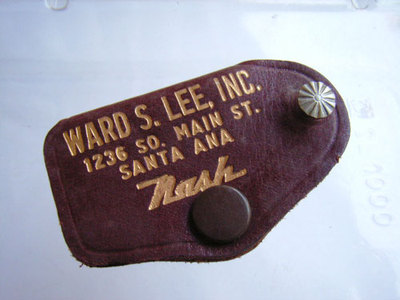 WARD S. LEE, INC.
1236 SO. MAIN ST.
SANTA ANA
Nash